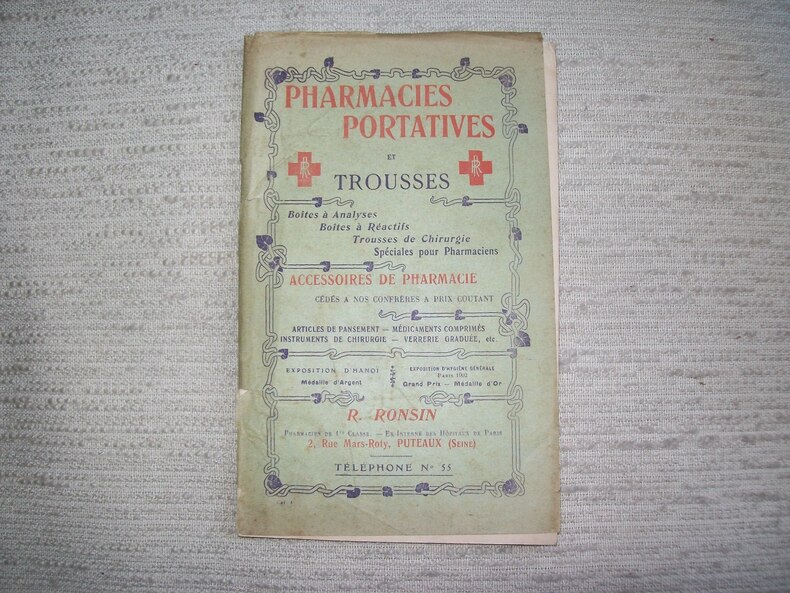 PHARMACIES
PORTATIVES
ET
TROUSSES
Boîtes à Analyses
Boîtes à Réactifs
Trousses de Chirurgie
Spéciales pour Pharmaciens
ACCESSOIRES DE PHARMACIE
CÉDÉS A NOS CONFRÈRES A PRIX COUTANT
ARTICLES DE PANSEMENT — MÉDICAMENTS COMPRIMÉS
INSTRUMENTS DE CHIRURGIE — VERRERIE GRADUÉE, etc.
EXPOSITION D'HANOI
Médaille d'Argent
EXPOSITION D'HYGIÈNE GÉNÉRALE
PARIS 1902
Grand Prix — Médaille d'Or
R. RONSIN
PHARMACIEN DE 1re CLASSE. — EX-INTERNE DES HÔPITAUX DE PARIS
2, Rue Mars-Roty, PUTEAUX (SEINE)
TÉLÉPHONE No 55